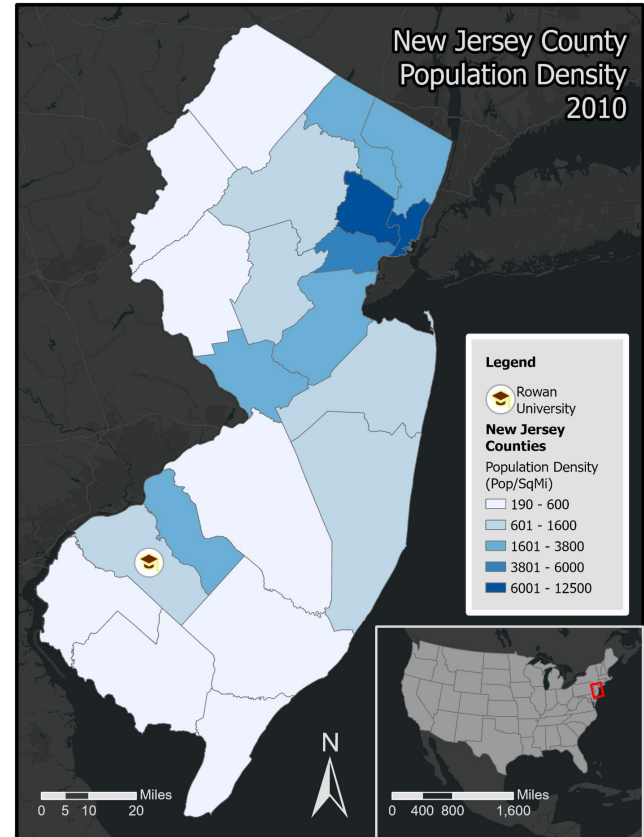 New Jersey County
Population Density
2010
Legend
Rowan
University
New Jersey
Counties
Population Density
(Pop/SqMi)
190 - 600
601 - 1600
1601 - 3800
3801 - 6000
6001 - 12500
N
Miles
0 5 10 20
Miles
0 400 800 1,600